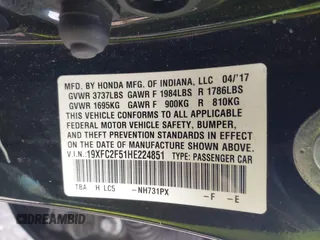 MFD. BY HONDA MFG. OF INDIANA, LLC 04/'17
GVWR 3737LBS GAWR F 1984LBS R 1786LBS
GVWR 1695KG GAWR F 900KG R 810KG
THIS VEHICLE CONFORMS TO ALL APPLICABLE
FEDERAL MOTOR VEHICLE SAFETY, BUMPER,
AND THEFT PREVENTION STANDARDS IN EFFECT
ON THE DATE OF MANUFACTURE SHOWN ABOVE.
V.I.N. 19XFC2F51HE224851 TYPE: PASSENGER CAR
TBA H LC5 -NH731PX -F -E
DREAMBID